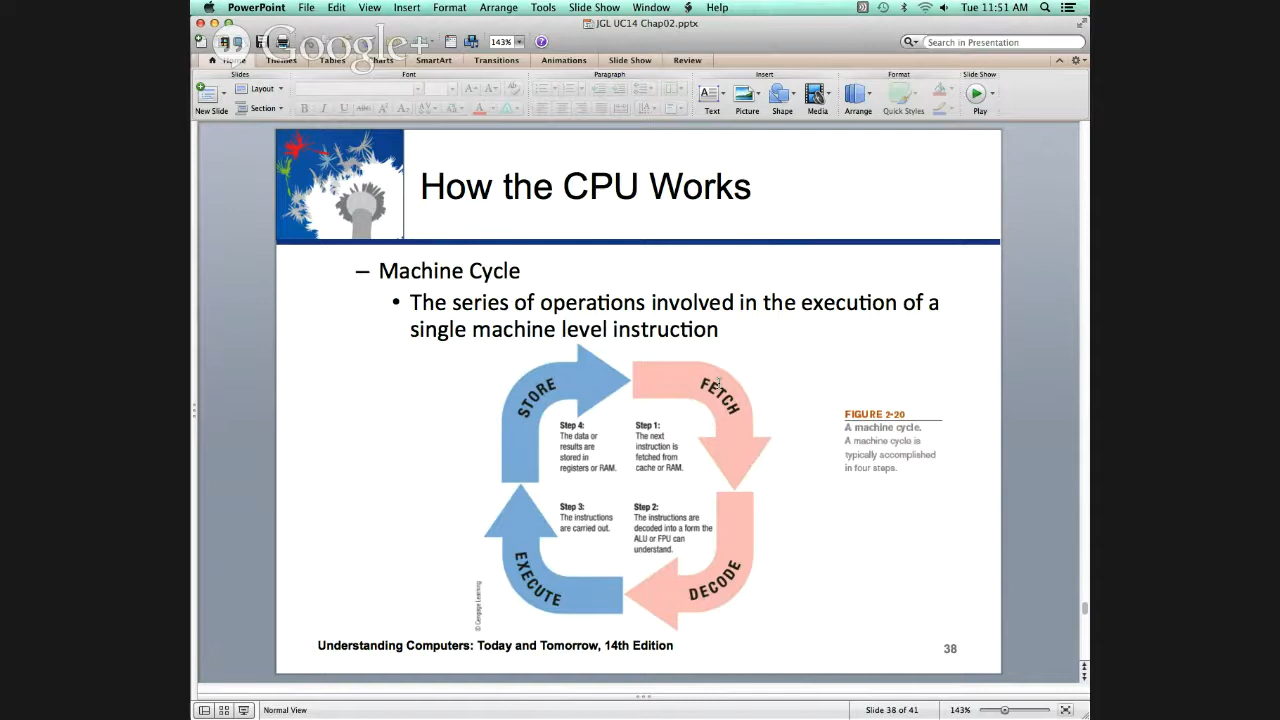 PowerPoint File Edit View Insert Format Arrange Tools Slide Show Window Help Tue 11:51 AM
JGL UC14 Chap02.pptx
Google+
143% Search in Presentation
Home Themes Tables Charts SmartArt Transitions Animations Slide Show Review
Slides Font Paragraph Insert Format Slide Show
Layout
Section
New Slide Text Picture Shape Media Arrange Quick Styles Play
How the CPU Works
– Machine Cycle
• The series of operations involved in the execution of a
single machine level instruction
STORE
FETCH
Step 4:
The data or
results are
stored in
registers or RAM.
Step 1:
The next
instruction is
fetched from
cache or RAM.
Step 3:
The instructions
are carried out.
Step 2:
The instructions are
decoded into a form the
ALU or FPU can
understand.
EXECUTE
DECODE
© Cengage Learning
FIGURE 2-20
A machine cycle.
A machine cycle is
typically accomplished
in four steps.
Understanding Computers: Today and Tomorrow, 14th Edition
38
Normal View Slide 38 of 41 143%